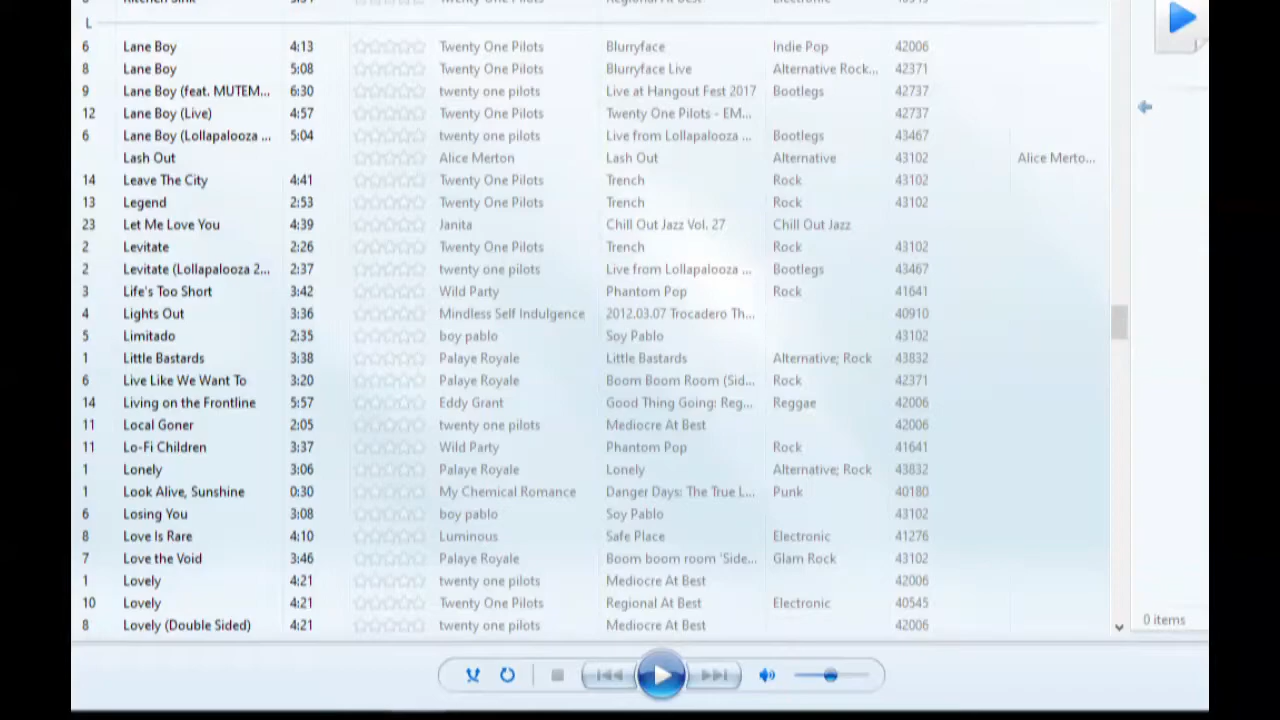 L
6 Lane Boy 4:13 Twenty One Pilots Blurryface Indie Pop 42006
8 Lane Boy 5:08 Twenty One Pilots Blurryface Live Alternative Rock... 42371
9 Lane Boy (feat. MUTEM... 6:30 twenty one pilots Live at Hangout Fest 2017 Bootlegs 42737
12 Lane Boy (Live) 4:57 Twenty One Pilots Twenty One Pilots - EM... 42737
6 Lane Boy (Lollapalooza ... 5:04 twenty one pilots Live from Lollapalooza ... Bootlegs 43467
Lash Out Alice Merton Lash Out Alternative 43102 Alice Merto...
14 Leave The City 4:41 Twenty One Pilots Trench Rock 43102
13 Legend 2:53 Twenty One Pilots Trench Rock 43102
23 Let Me Love You 4:39 Janita Chill Out Jazz Vol. 27 Chill Out Jazz
2 Levitate 2:26 Twenty One Pilots Trench Rock 43102
2 Levitate (Lollapalooza 2... 2:37 twenty one pilots Live from Lollapalooza ... Bootlegs 43467
3 Life's Too Short 3:42 Wild Party Phantom Pop Rock 41641
4 Lights Out 3:36 Mindless Self Indulgence 2012.03.07 Trocadero Th... 40910
5 Limitado 2:35 boy pablo Soy Pablo 43102
1 Little Bastards 3:38 Palaye Royale Little Bastards Alternative; Rock 43832
6 Live Like We Want To 3:20 Palaye Royale Boom Boom Room (Sid... Rock 42371
14 Living on the Frontline 5:57 Eddy Grant Good Thing Going: Reg... Reggae 42006
11 Local Goner 2:05 twenty one pilots Mediocre At Best 42006
11 Lo-Fi Children 3:37 Wild Party Phantom Pop Rock 41641
1 Lonely 3:06 Palaye Royale Lonely Alternative; Rock 43832
1 Look Alive, Sunshine 0:30 My Chemical Romance Danger Days: The True L... Punk 40180
6 Losing You 3:08 boy pablo Soy Pablo 43102
8 Love Is Rare 4:10 Luminous Safe Place Electronic 41276
7 Love the Void 3:46 Palaye Royale Boom boom room 'Side... Glam Rock 43102
1 Lovely 4:21 twenty one pilots Mediocre At Best 42006
10 Lovely 4:21 Twenty One Pilots Regional At Best Electronic 40545
8 Lovely (Double Sided) 4:21 twenty one pilots Mediocre At Best 42006
0 items